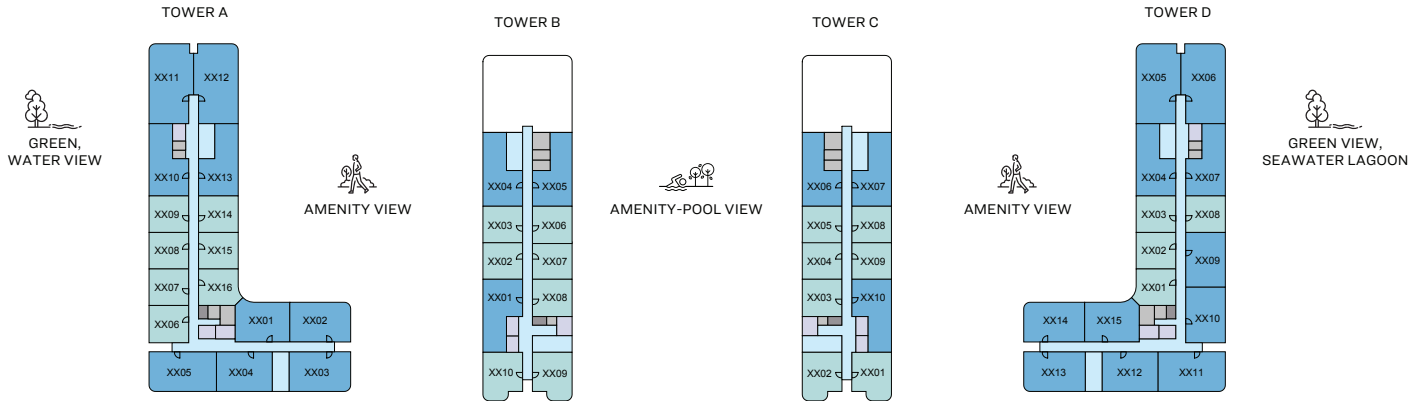 TOWER A
TOWER B
TOWER C
TOWER D
GREEN,
WATER VIEW
XX11 XX12
XX10 XX13
XX09 XX14
XX08 XX15
XX07 XX16
XX06
XX01 XX02
XX05 XX04 XX03
AMENITY VIEW
XX04 XX05
XX03 XX06
XX02 XX07
XX01 XX08
XX10 XX09
AMENITY-POOL VIEW
XX06 XX07
XX05 XX08
XX04 XX09
XX03 XX10
XX02 XX01
AMENITY VIEW
XX05 XX06
XX04 XX07
XX03 XX08
XX02 XX09
XX01
XX10
XX14 XX15
XX13 XX12 XX11
GREEN VIEW,
SEAWATER LAGOON